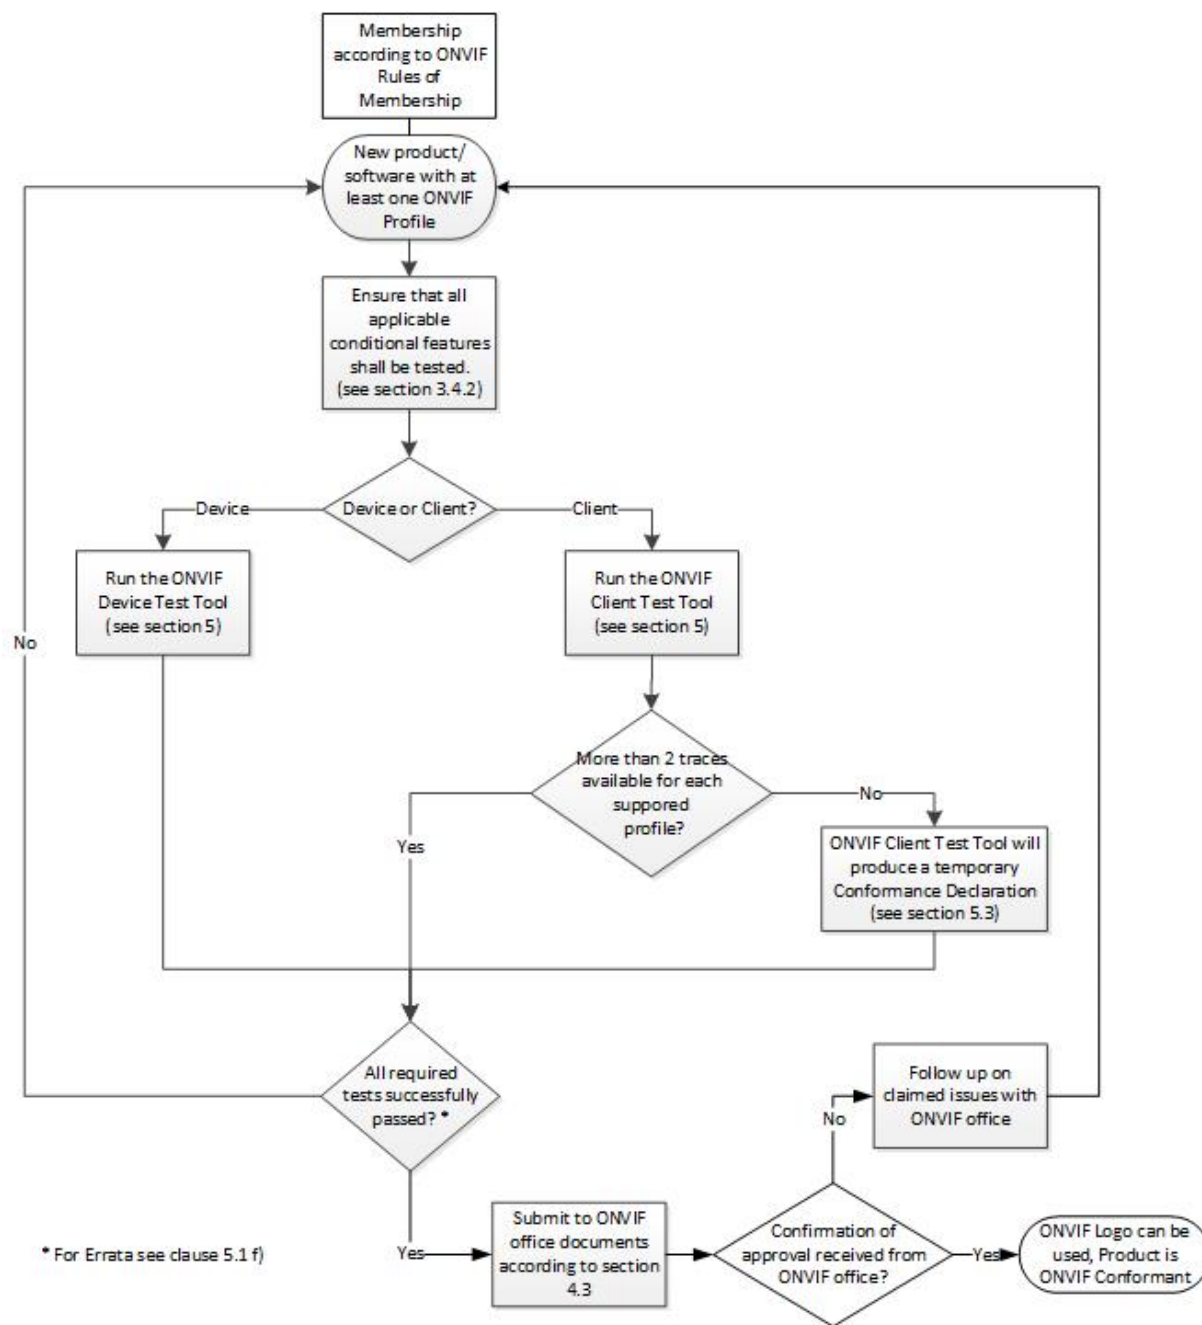 Membership
according to ONVIF
Rules of
Membership
New product/
software with at
least one ONVIF
Profile
Ensure that all
applicable
conditional features
shall be tested.
(see section 3.4.2)
Device
Device or Client?
Client
Run the ONVIF
Device Test Tool
(see section 5)
Run the ONVIF
Client Test Tool
(see section 5)
No
More than 2 traces
available for each
suppored
profile?
No
Yes
ONVIF Client Test Tool will
produce a temporary
Conformance Declaration
(see section 5.3)
All required
tests successfully
passed? *
Follow up on
claimed issues with
ONVIF office
No
Yes
Submit to ONVIF
office documents
according to section
4.3
Confirmation of
approval received from
ONVIF office?
Yes
ONVIF Logo can be
used, Product is
ONVIF Conformant
* For Errata see clause 5.1 f)